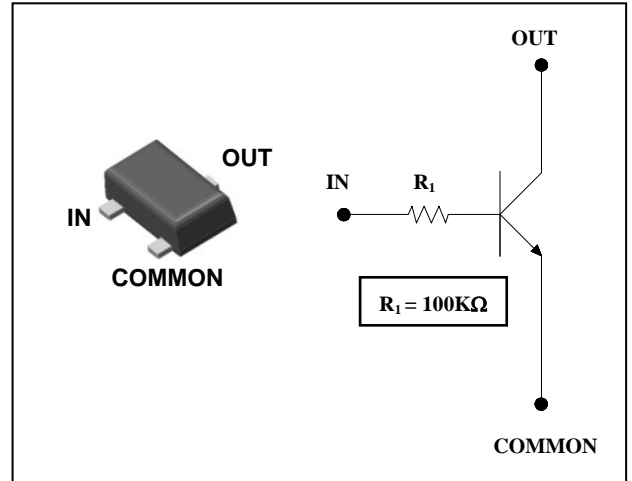 OUT
OUT
IN
R₁
IN
COMMON
R₁ = 100KΩ
COMMON